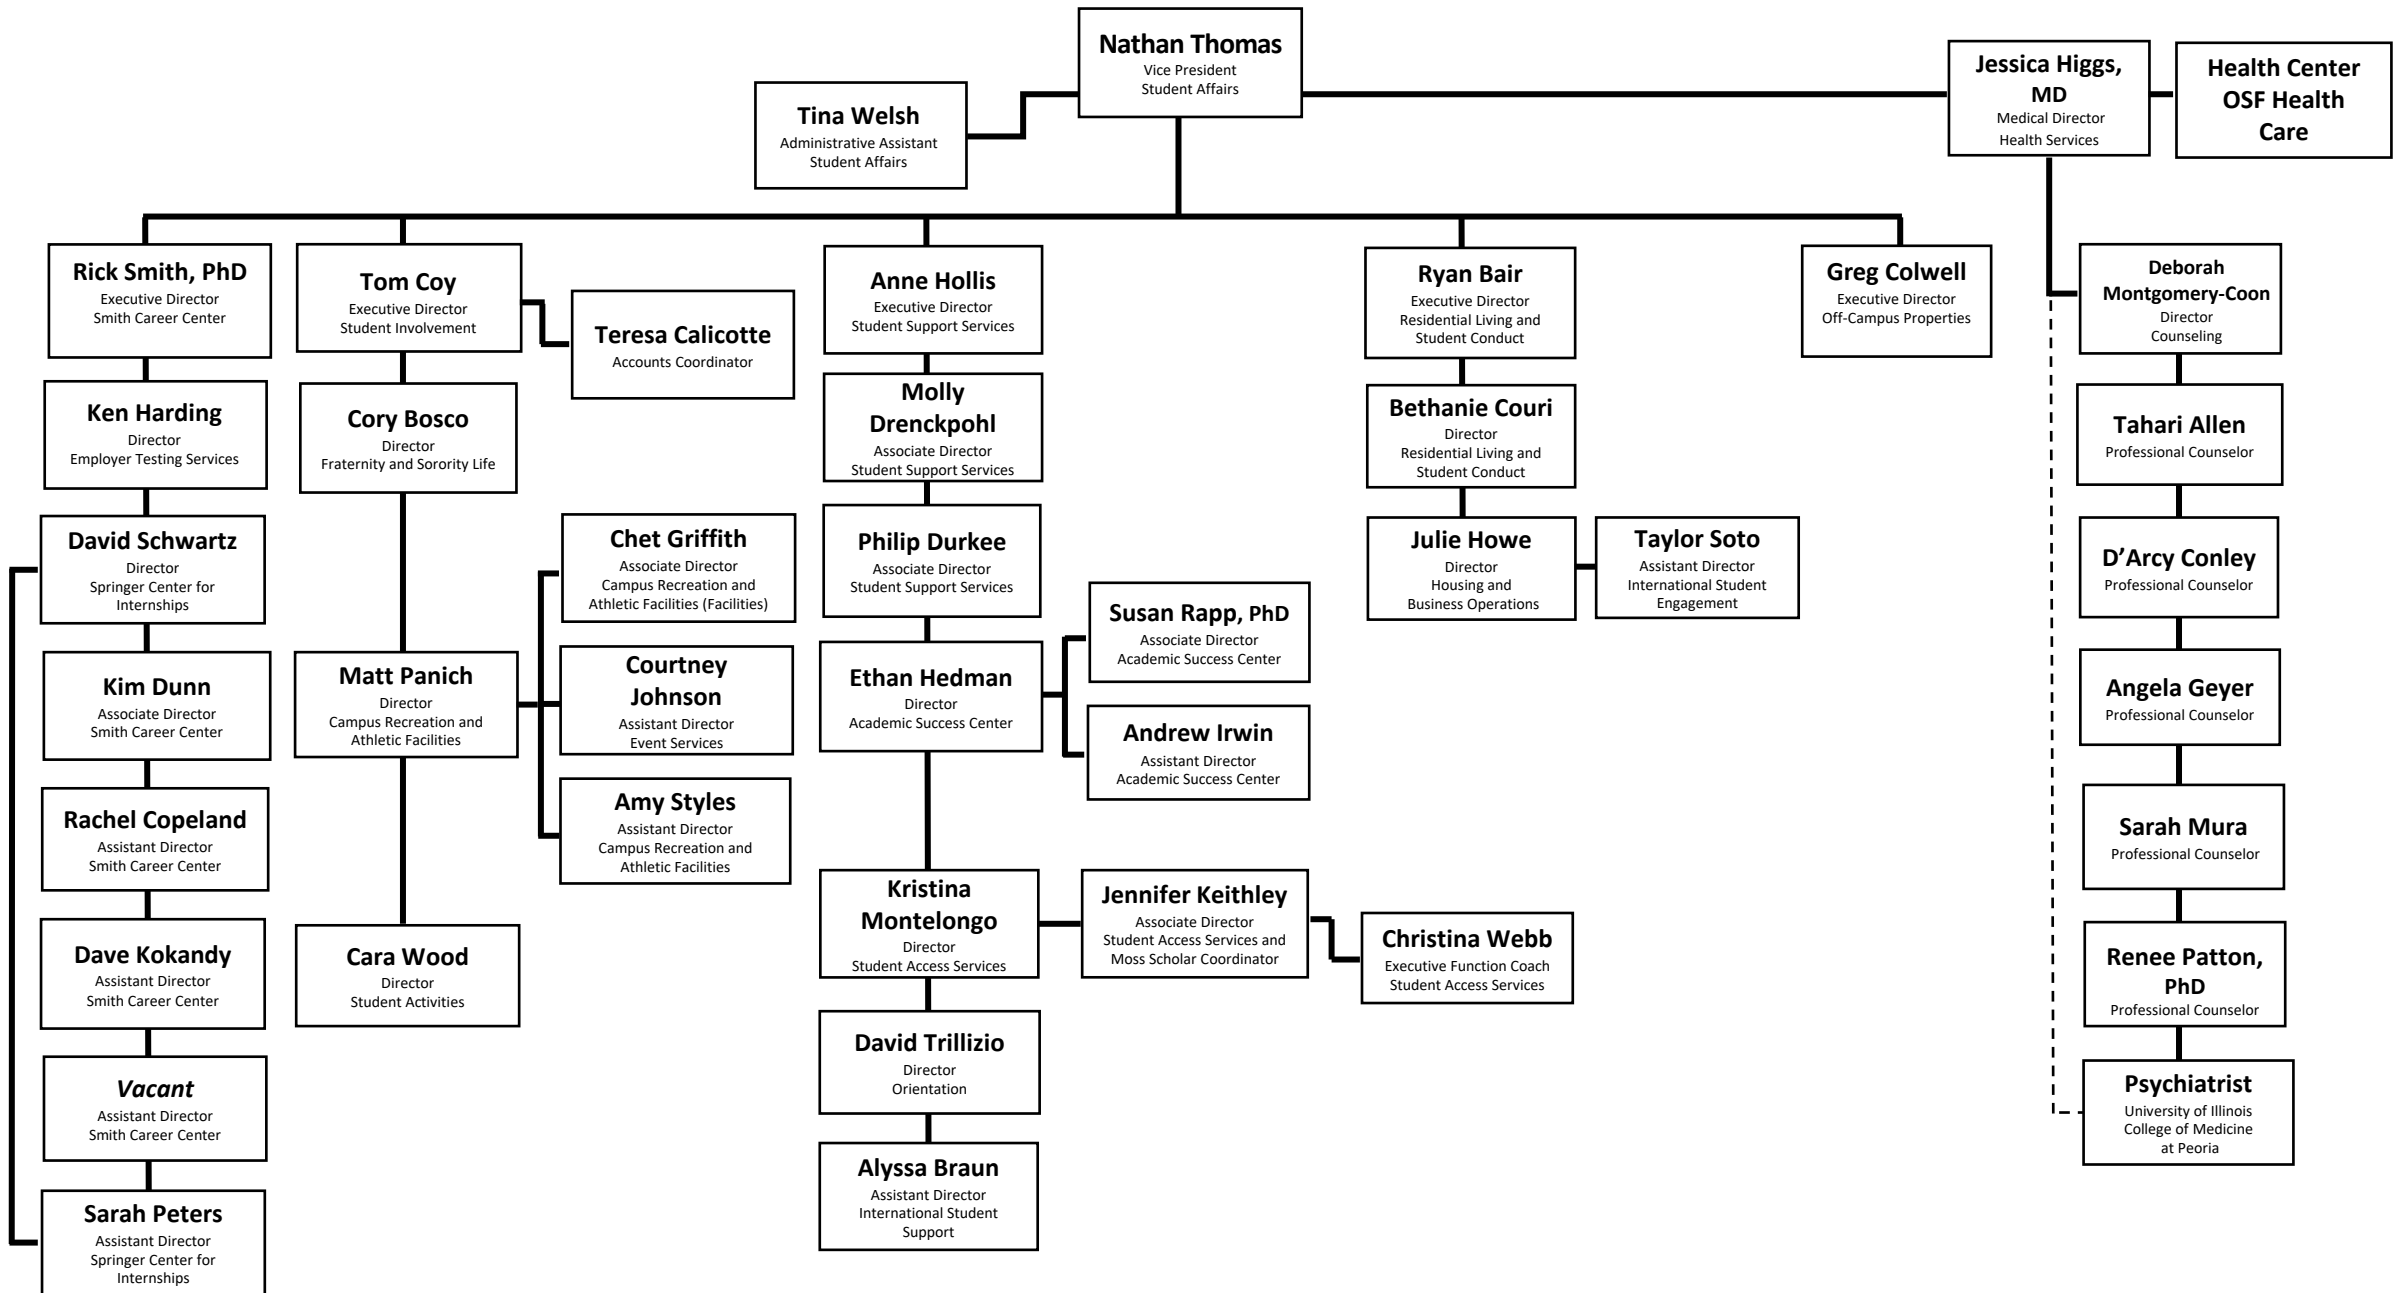 Nathan Thomas
Vice President
Student Affairs
Tina Welsh
Administrative Assistant
Student Affairs
Jessica Higgs,
MD
Medical Director
Health Services
Health Center
OSF Health
Care
Rick Smith, PhD
Executive Director
Smith Career Center
Ken Harding
Director
Employer Testing Services
David Schwartz
Director
Springer Center for
Internships
Kim Dunn
Associate Director
Smith Career Center
Rachel Copeland
Assistant Director
Smith Career Center
Dave Kokandy
Assistant Director
Smith Career Center
Vacant
Assistant Director
Smith Career Center
Sarah Peters
Assistant Director
Springer Center for
Internships
Tom Coy
Executive Director
Student Involvement
Teresa Calicotte
Accounts Coordinator
Cory Bosco
Director
Fraternity and Sorority Life
Matt Panich
Director
Campus Recreation and
Athletic Facilities
Chet Griffith
Associate Director
Campus Recreation and
Athletic Facilities (Facilities)
Courtney
Johnson
Assistant Director
Event Services
Amy Styles
Assistant Director
Campus Recreation and
Athletic Facilities
Cara Wood
Director
Student Activities
Anne Hollis
Executive Director
Student Support Services
Molly
Drenckpohl
Associate Director
Student Support Services
Philip Durkee
Associate Director
Student Support Services
Ethan Hedman
Director
Academic Success Center
Susan Rapp, PhD
Associate Director
Academic Success Center
Andrew Irwin
Assistant Director
Academic Success Center
Kristina
Montelongo
Director
Student Access Services
Jennifer Keithley
Associate Director
Student Access Services and
Moss Scholar Coordinator
Christina Webb
Executive Function Coach
Student Access Services
David Trillizio
Director
Orientation
Alyssa Braun
Assistant Director
International Student
Support
Ryan Bair
Executive Director
Residential Living and
Student Conduct
Bethanie Couri
Director
Residential Living and
Student Conduct
Julie Howe
Director
Housing and
Business Operations
Taylor Soto
Assistant Director
International Student
Engagement
Greg Colwell
Executive Director
Off-Campus Properties
Deborah
Montgomery-Coon
Director
Counseling
Tahari Allen
Professional Counselor
D’Arcy Conley
Professional Counselor
Angela Geyer
Professional Counselor
Sarah Mura
Professional Counselor
Renee Patton,
PhD
Professional Counselor
Psychiatrist
University of Illinois
College of Medicine
at Peoria